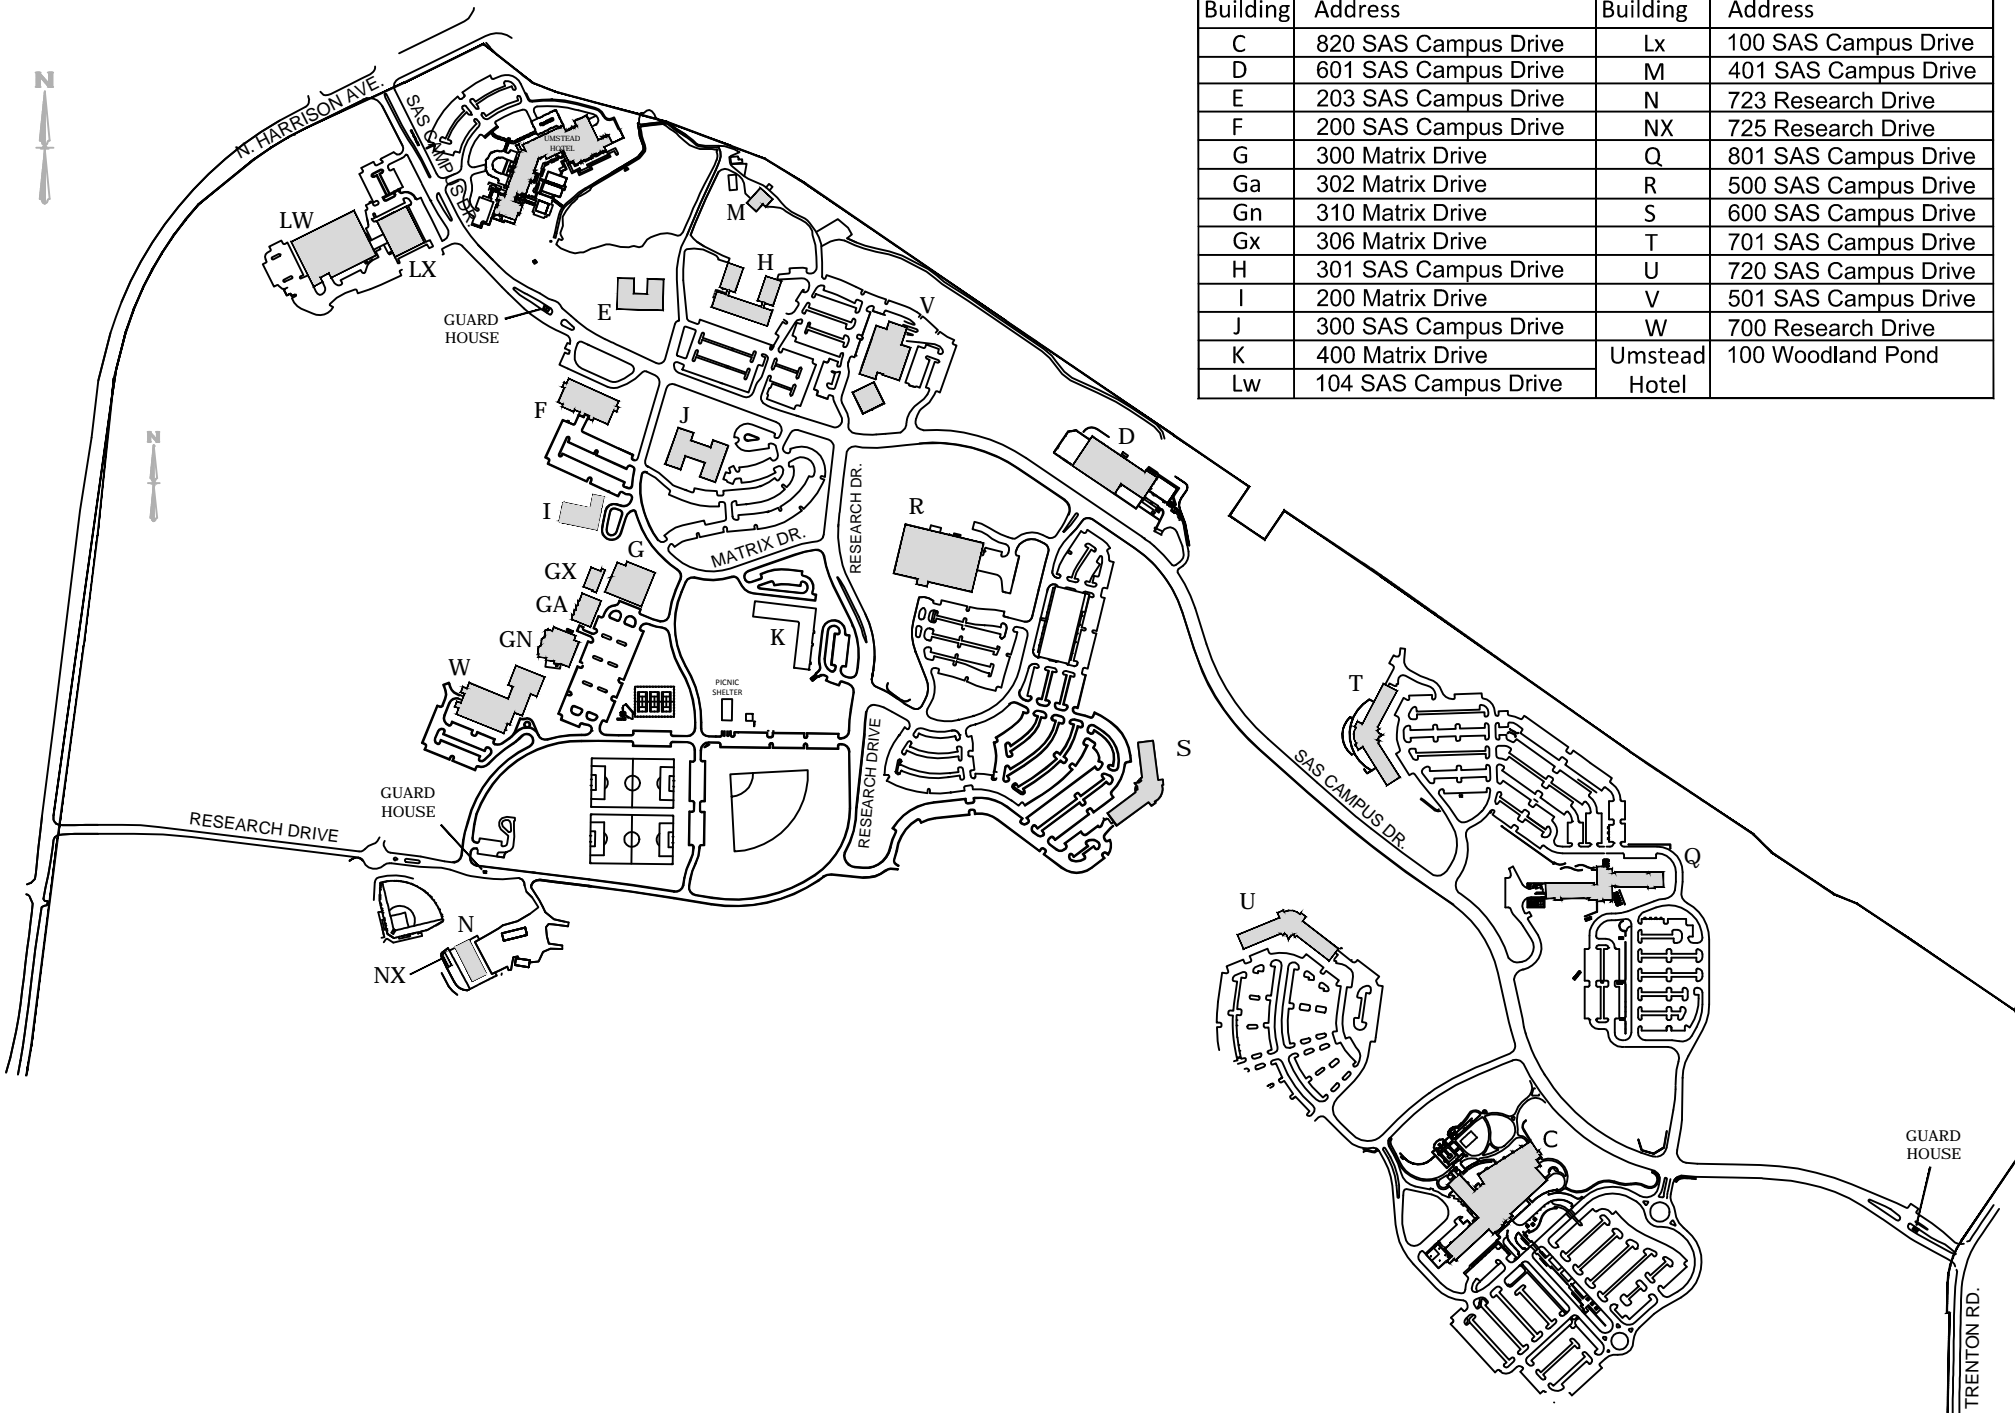 Building Address Building Address
C 820 SAS Campus Drive Lx 100 SAS Campus Drive
D 601 SAS Campus Drive M 401 SAS Campus Drive
E 203 SAS Campus Drive N 723 Research Drive
F 200 SAS Campus Drive NX 725 Research Drive
G 300 Matrix Drive Q 801 SAS Campus Drive
Ga 302 Matrix Drive R 500 SAS Campus Drive
Gn 310 Matrix Drive S 600 SAS Campus Drive
Gx 306 Matrix Drive T 701 SAS Campus Drive
H 301 SAS Campus Drive U 720 SAS Campus Drive
I 200 Matrix Drive V 501 SAS Campus Drive
J 300 SAS Campus Drive W 700 Research Drive
K 400 Matrix Drive Umstead 100 Woodland Pond
Lw 104 SAS Campus Drive Hotel
N
N. HARRISON AVE.
SAS CAMPUS DR.
UMSTEAD
HOTEL
M
LW
LX
H
E
V
GUARD
HOUSE
F
J
N
D
I
R
RESEARCH DR.
MATRIX DR.
G
GX
GA
GN
K
W
PICNIC
SHELTER
T
S
RESEARCH DRIVE
SAS CAMPUS DR.
GUARD
HOUSE
RESEARCH DRIVE
Q
U
N
NX
C
GUARD
HOUSE
TRENTON RD.